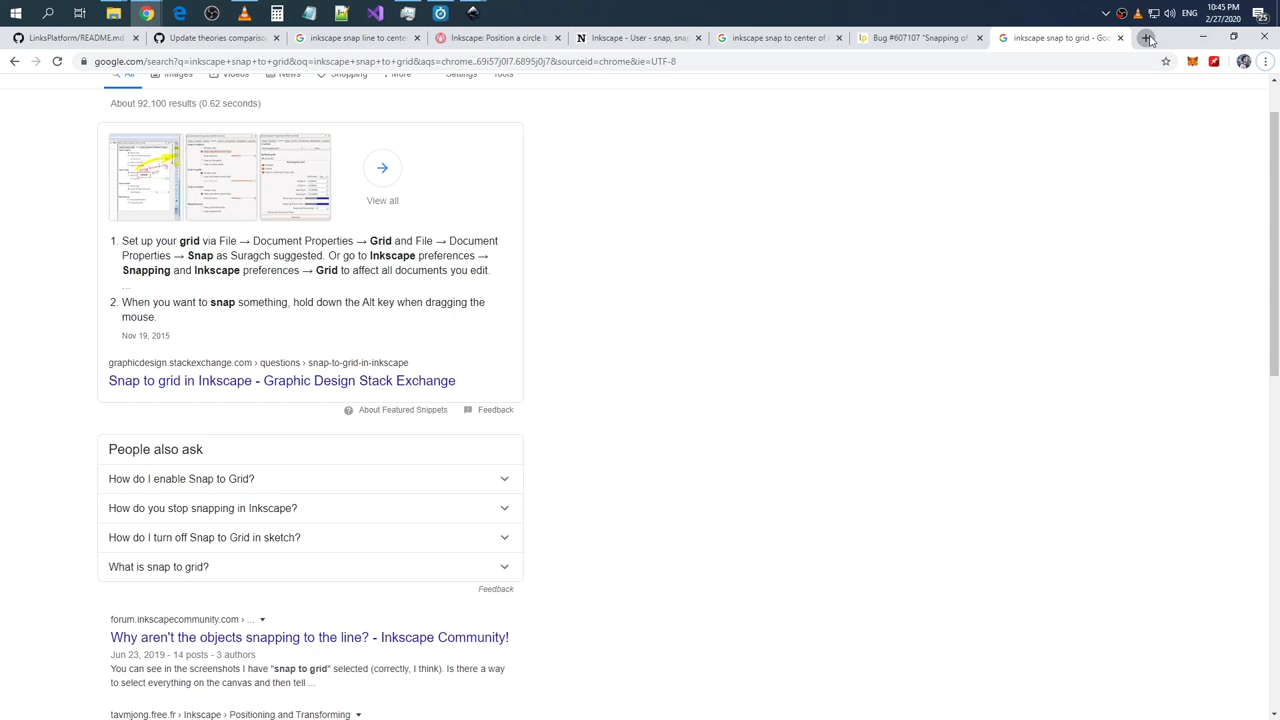 10:45 PM
ENG
2/27/2020
LinksPlatform/README.md
Update theories comparison
inkscape snap line to cente
Inkscape: Position a circle b
Inkscape - User - snap, snap
inkscape snap to center of
Bug #607107 "Snapping of
inkscape snap to grid - Goo
google.com/search?q=inkscape+snap+to+grid&oq=inkscape+snap+to+grid&aqs=chrome..69i57j0l7.6895j0j7&sourceid=chrome&ie=UTF-8
All
Images
Videos
News
Shopping
More
Settings
Tools
About 92,100 results (0.62 seconds)
View all
1. Set up your grid via File → Document Properties → Grid and File → Document
Properties → Snap as Suragch suggested. Or go to Inkscape preferences →
Snapping and Inkscape preferences → Grid to affect all documents you edit.
...
2. When you want to snap something, hold down the Alt key when dragging the
mouse.
Nov 19, 2015
graphicdesign.stackexchange.com › questions › snap-to-grid-in-inkscape
Snap to grid in Inkscape - Graphic Design Stack Exchange
About Featured Snippets
Feedback
People also ask
How do I enable Snap to Grid?
How do you stop snapping in Inkscape?
How do I turn off Snap to Grid in sketch?
What is snap to grid?
Feedback
forum.inkscapecommunity.com › ...
Why aren't the objects snapping to the line? - Inkscape Community!
Jun 23, 2019 - 14 posts - 3 authors
You can see in the screenshots I have "snap to grid" selected (correctly, I think). Is there a way
to select everything on the canvas and then tell ...
tavmjong.free.fr › Inkscape › Positioning and Transforming